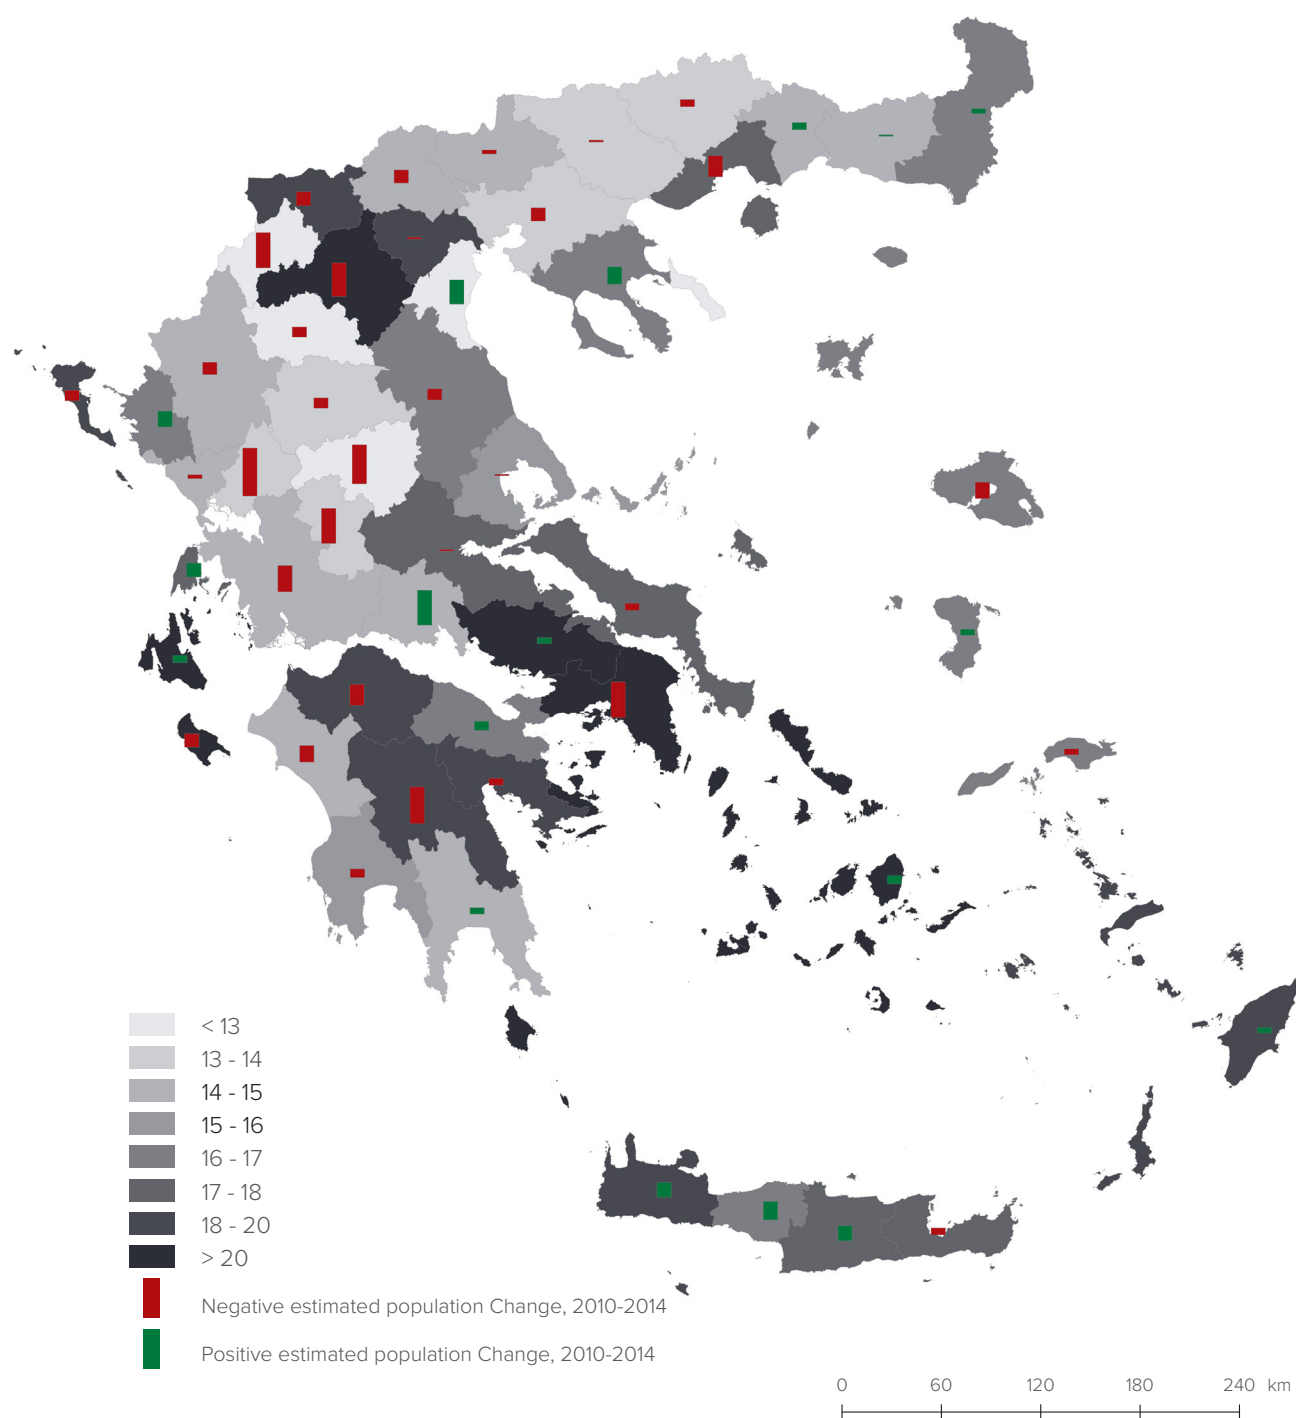 < 13
13 - 14
14 - 15
15 - 16
16 - 17
17 - 18
18 - 20
> 20
Negative estimated population Change, 2010-2014
Positive estimated population Change, 2010-2014
0 60 120 180 240 km